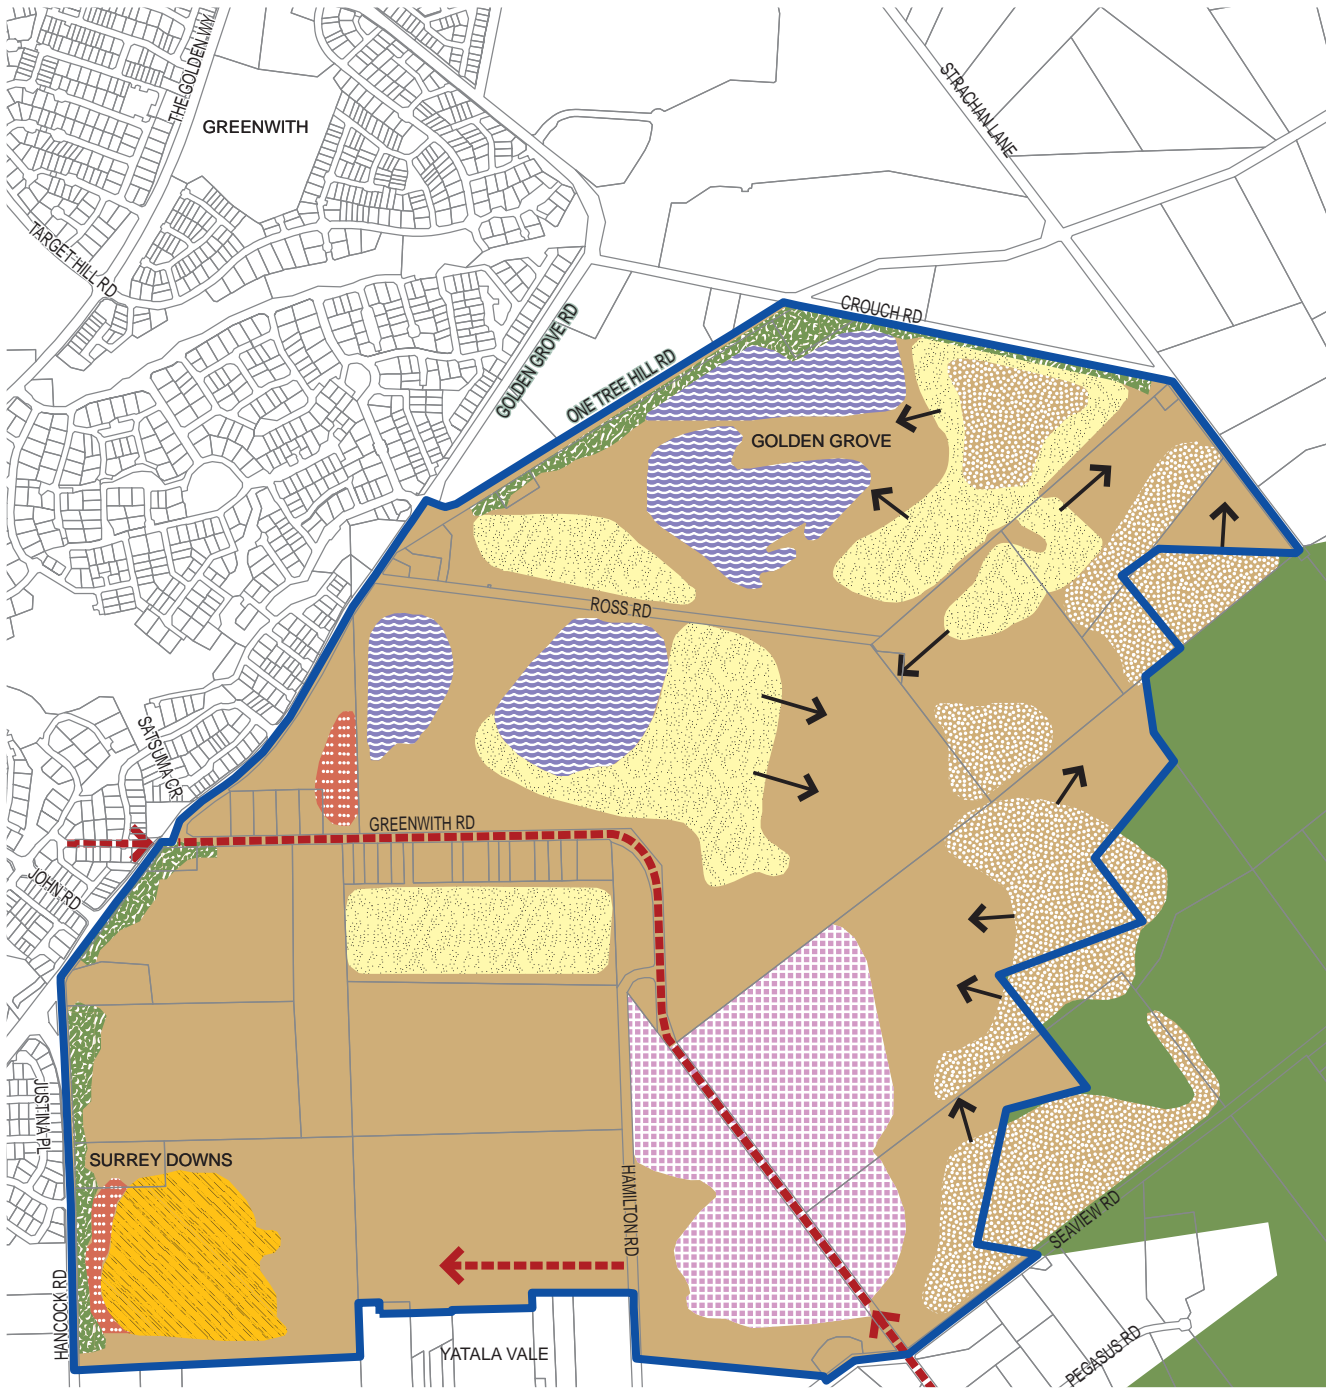 THE GOLDEN WY
GREENWITH
STRACHAN LANE
TARGET HILL RD
CROUCH RD
GOLDEN GROVE RD
ONE TREE HILL RD
GOLDEN GROVE
ROSS RD
SATSUMA CR
GREENWITH RD
JOHN RD
JUSTINA PL
SURREY DOWNS
HAMILTON RD
SEAVIEW RD
HANCOCK RD
YATALA VALE
PEGASUS RD